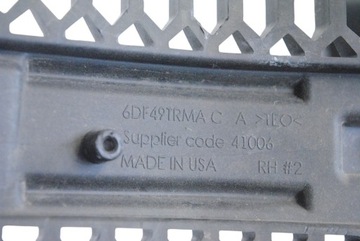 6DF49TRMA C A >TEO<
Supplier code 41006
MADE IN USA RH #2